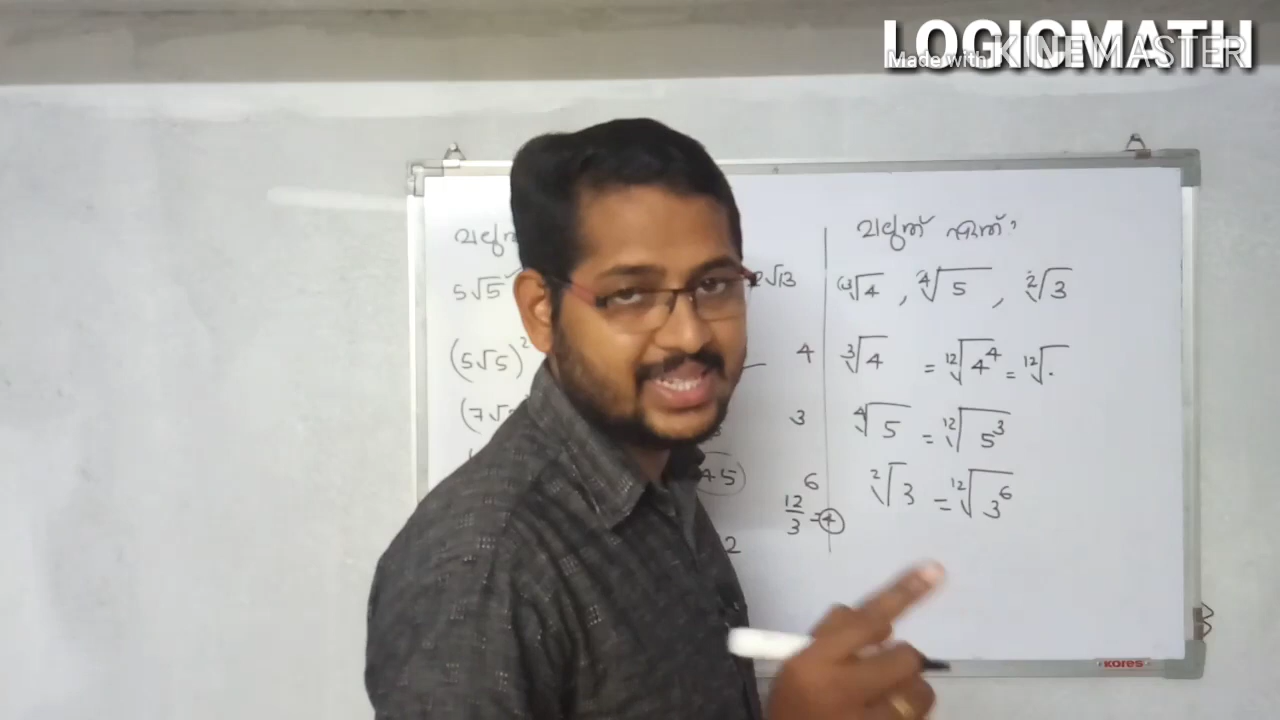 LOGICMATH
Made with KINEMASTER
5√5
(5√5)²
2√13
4
3
6
12/3 = 4
45
2
വലുത് ഏത്?
³√4 , ⁴√5 , ²√3
³√4 = ¹²√4⁴ = ¹²√
⁴√5 = ¹²√5³
²√3 = ¹²√3⁶
KORES